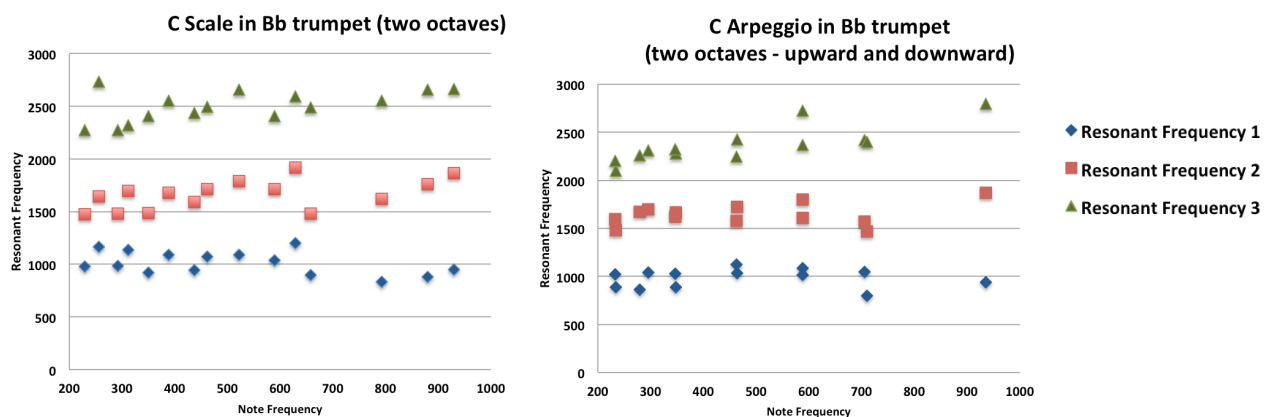 C Scale in Bb trumpet (two octaves)
3000
2500
2000
1500
1000
500
0
Resonant Frequency
200 300 400 500 600 700 800 900 1000
Note Frequency
C Arpeggio in Bb trumpet
(two octaves - upward and downward)
3000
2500
2000
1500
1000
500
0
Resonant Frequency
200 300 400 500 600 700 800 900 1000
Note Frequency
Resonant Frequency 1
Resonant Frequency 2
Resonant Frequency 3